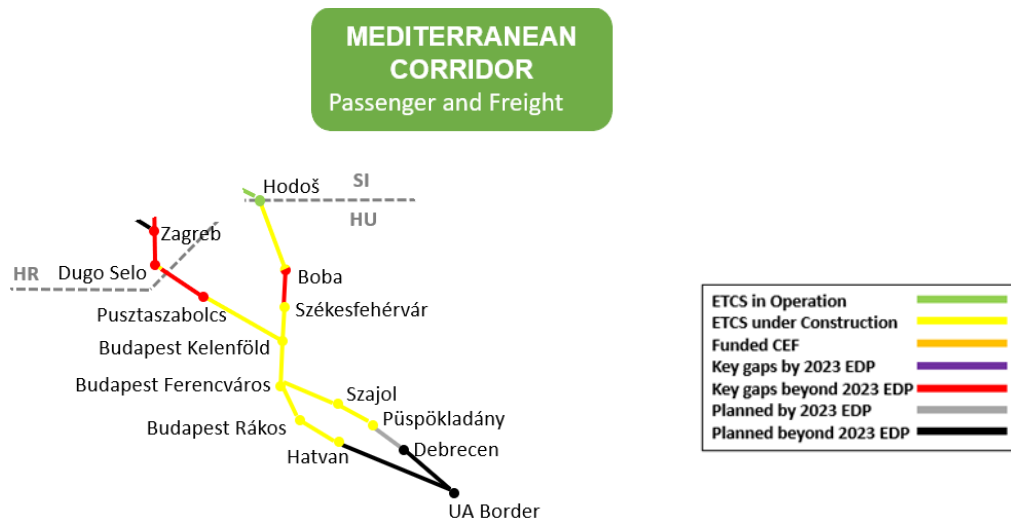 MEDITERRANEAN
CORRIDOR
Passenger and Freight
Hodoš
SI
HU
Zagreb
HR
Dugo Selo
Boba
Pusztaszabolcs
Székesfehérvár
Budapest Kelenföld
Budapest Ferencváros
Szajol
Püspökladány
Budapest Rákos
Hatvan
Debrecen
UA Border
ETCS in Operation
ETCS under Construction
Funded CEF
Key gaps by 2023 EDP
Key gaps beyond 2023 EDP
Planned by 2023 EDP
Planned beyond 2023 EDP